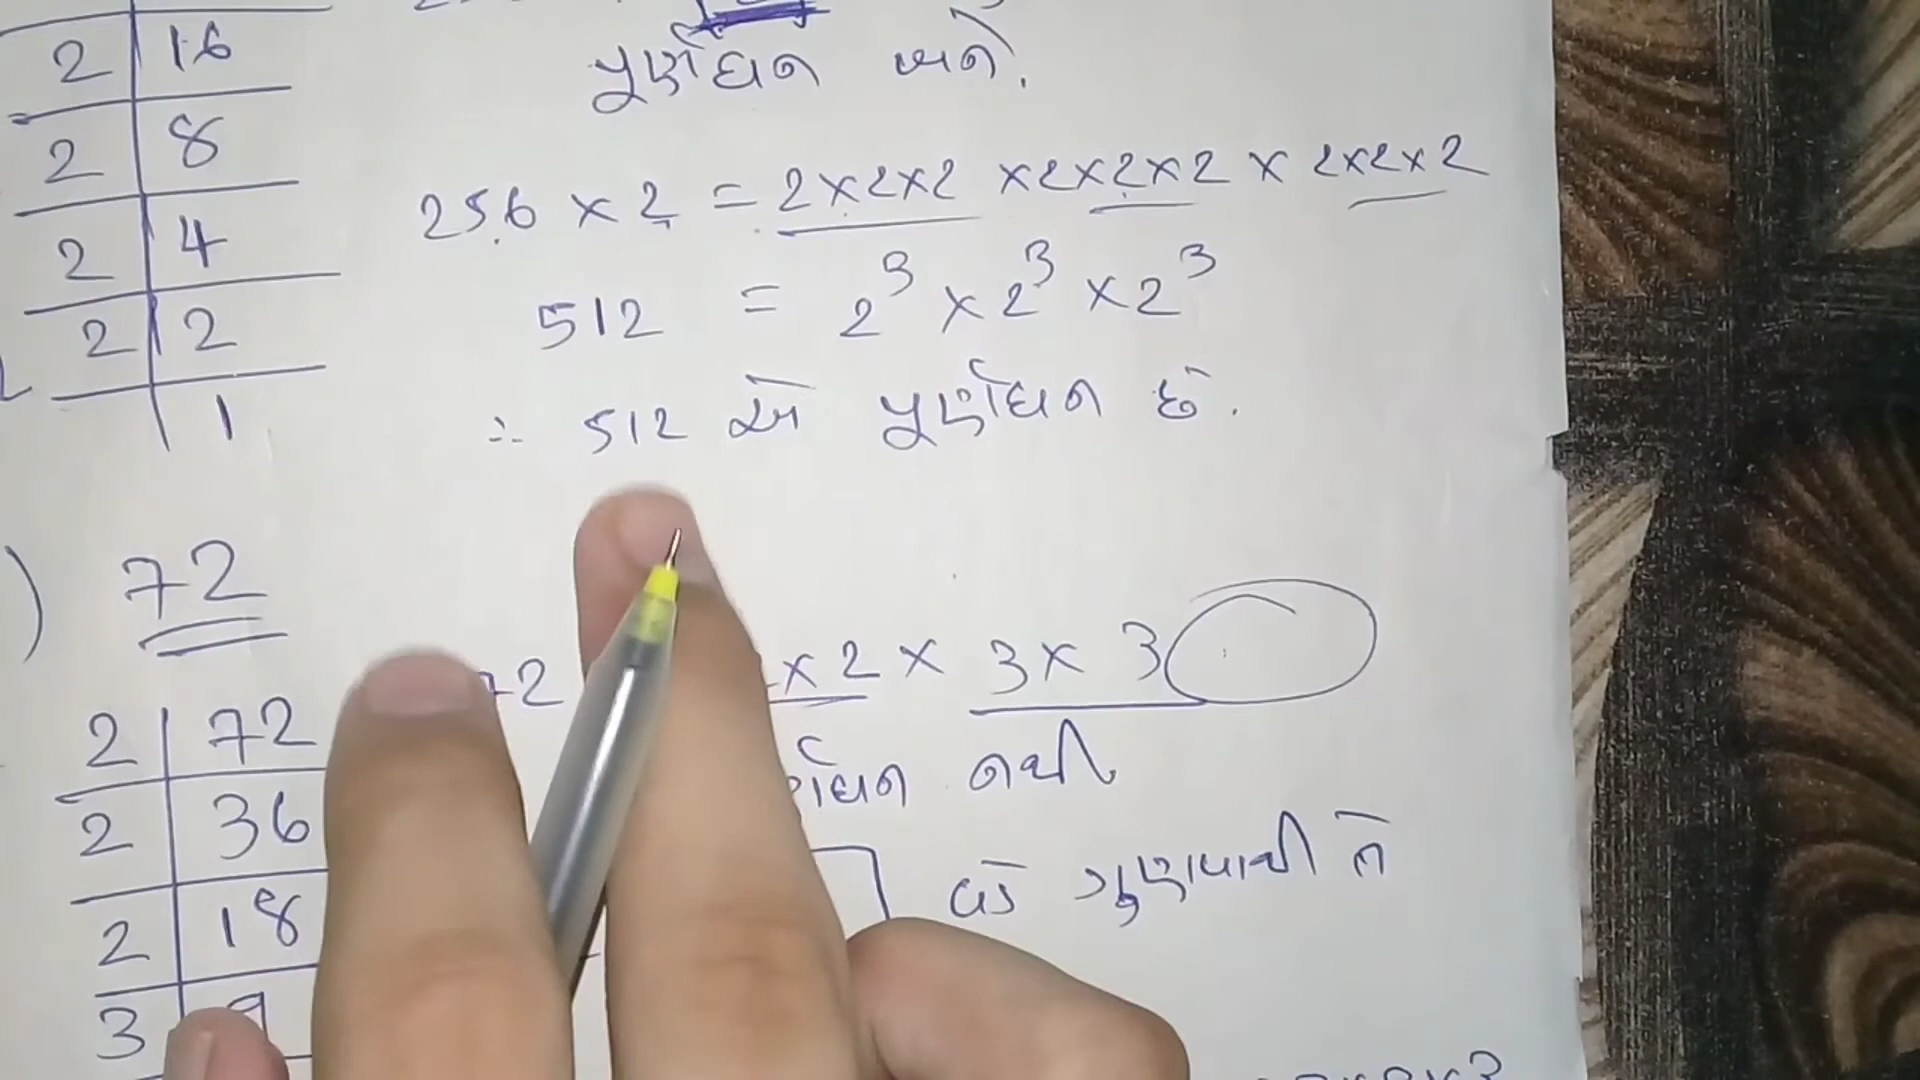 2 | 16
2 | 8
2 | 4
2 | 2
1
પૂર્ણઘન બને.
256 × 2 = 2×2×2 ×2×2×2 × 2×2×2
512 = 2³ × 2³ × 2³
∴ 512 એ પૂર્ણઘન છે.
) 72
72 ×2 × 3× 3
2 | 72
2 | 36
2 | 18
3 | 9
નથી
વડે ગુણવાથી તે